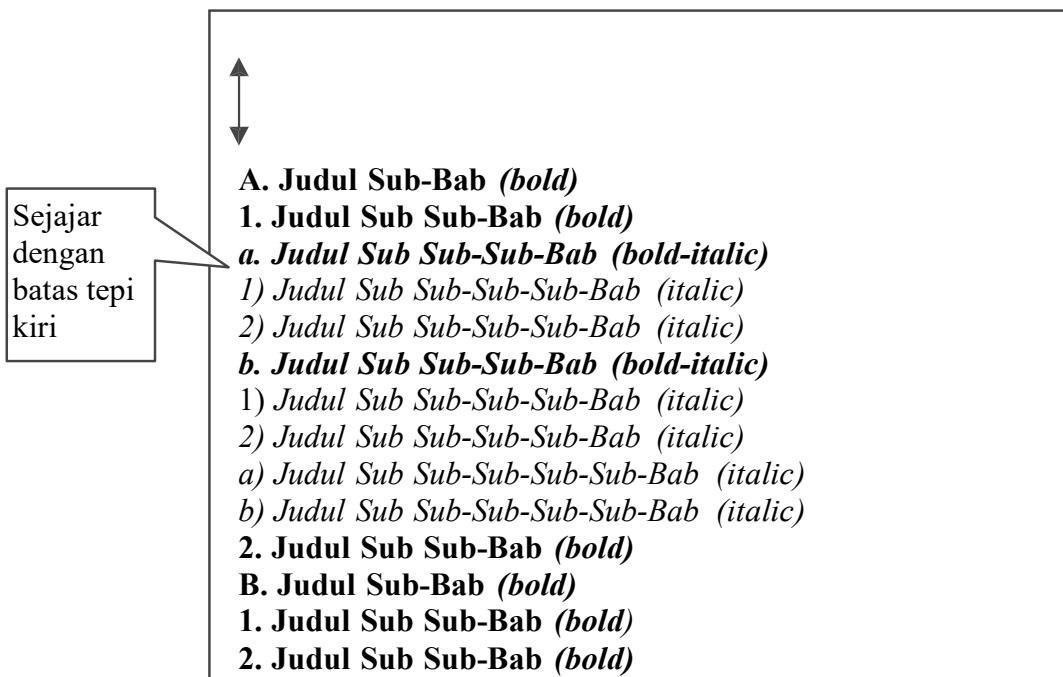 Sejajar
dengan
batas tepi
kiri
A. Judul Sub-Bab (bold)
1. Judul Sub Sub-Bab (bold)
a. Judul Sub Sub-Sub-Bab (bold-italic)
1) Judul Sub Sub-Sub-Sub-Bab (italic)
2) Judul Sub Sub-Sub-Sub-Bab (italic)
b. Judul Sub Sub-Sub-Bab (bold-italic)
1) Judul Sub Sub-Sub-Sub-Bab (italic)
2) Judul Sub Sub-Sub-Sub-Bab (italic)
a) Judul Sub Sub-Sub-Sub-Sub-Bab (italic)
b) Judul Sub Sub-Sub-Sub-Sub-Bab (italic)
2. Judul Sub Sub-Bab (bold)
B. Judul Sub-Bab (bold)
1. Judul Sub Sub-Bab (bold)
2. Judul Sub Sub-Bab (bold)